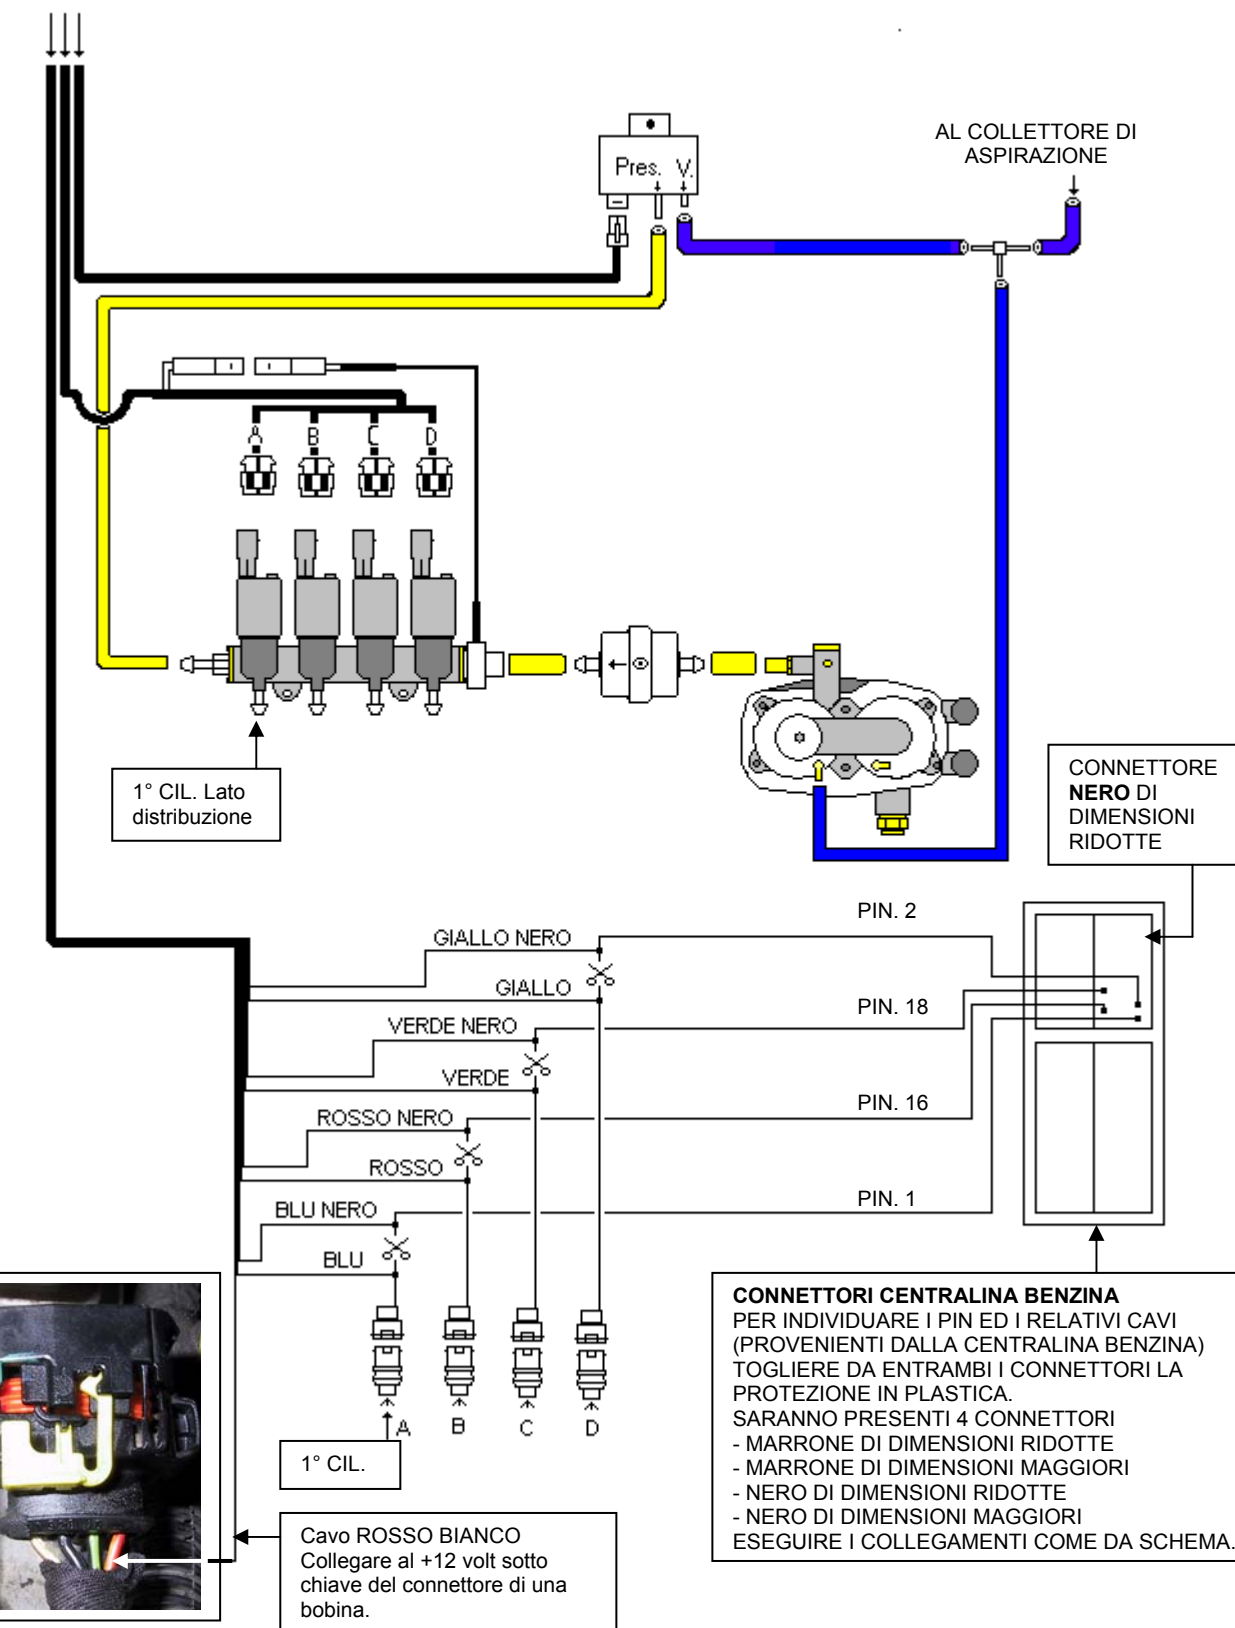 AL COLLETTORE DI
ASPIRAZIONE
Pres. V.
A B C D
1° CIL. Lato
distribuzione
CONNETTORE
NERO DI
DIMENSIONI
RIDOTTE
PIN. 2
GIALLO NERO
GIALLO
PIN. 18
VERDE NERO
VERDE
PIN. 16
ROSSO NERO
ROSSO
PIN. 1
BLU NERO
BLU
A B C D
1° CIL.
CONNETTORI CENTRALINA BENZINA
PER INDIVIDUARE I PIN ED I RELATIVI CAVI
(PROVENIENTI DALLA CENTRALINA BENZINA)
TOGLIERE DA ENTRAMBI I CONNETTORI LA
PROTEZIONE IN PLASTICA.
SARANNO PRESENTI 4 CONNETTORI
- MARRONE DI DIMENSIONI RIDOTTE
- MARRONE DI DIMENSIONI MAGGIORI
- NERO DI DIMENSIONI RIDOTTE
- NERO DI DIMENSIONI MAGGIORI
ESEGUIRE I COLLEGAMENTI COME DA SCHEMA.
Cavo ROSSO BIANCO
Collegare al +12 volt sotto
chiave del connettore di una
bobina.